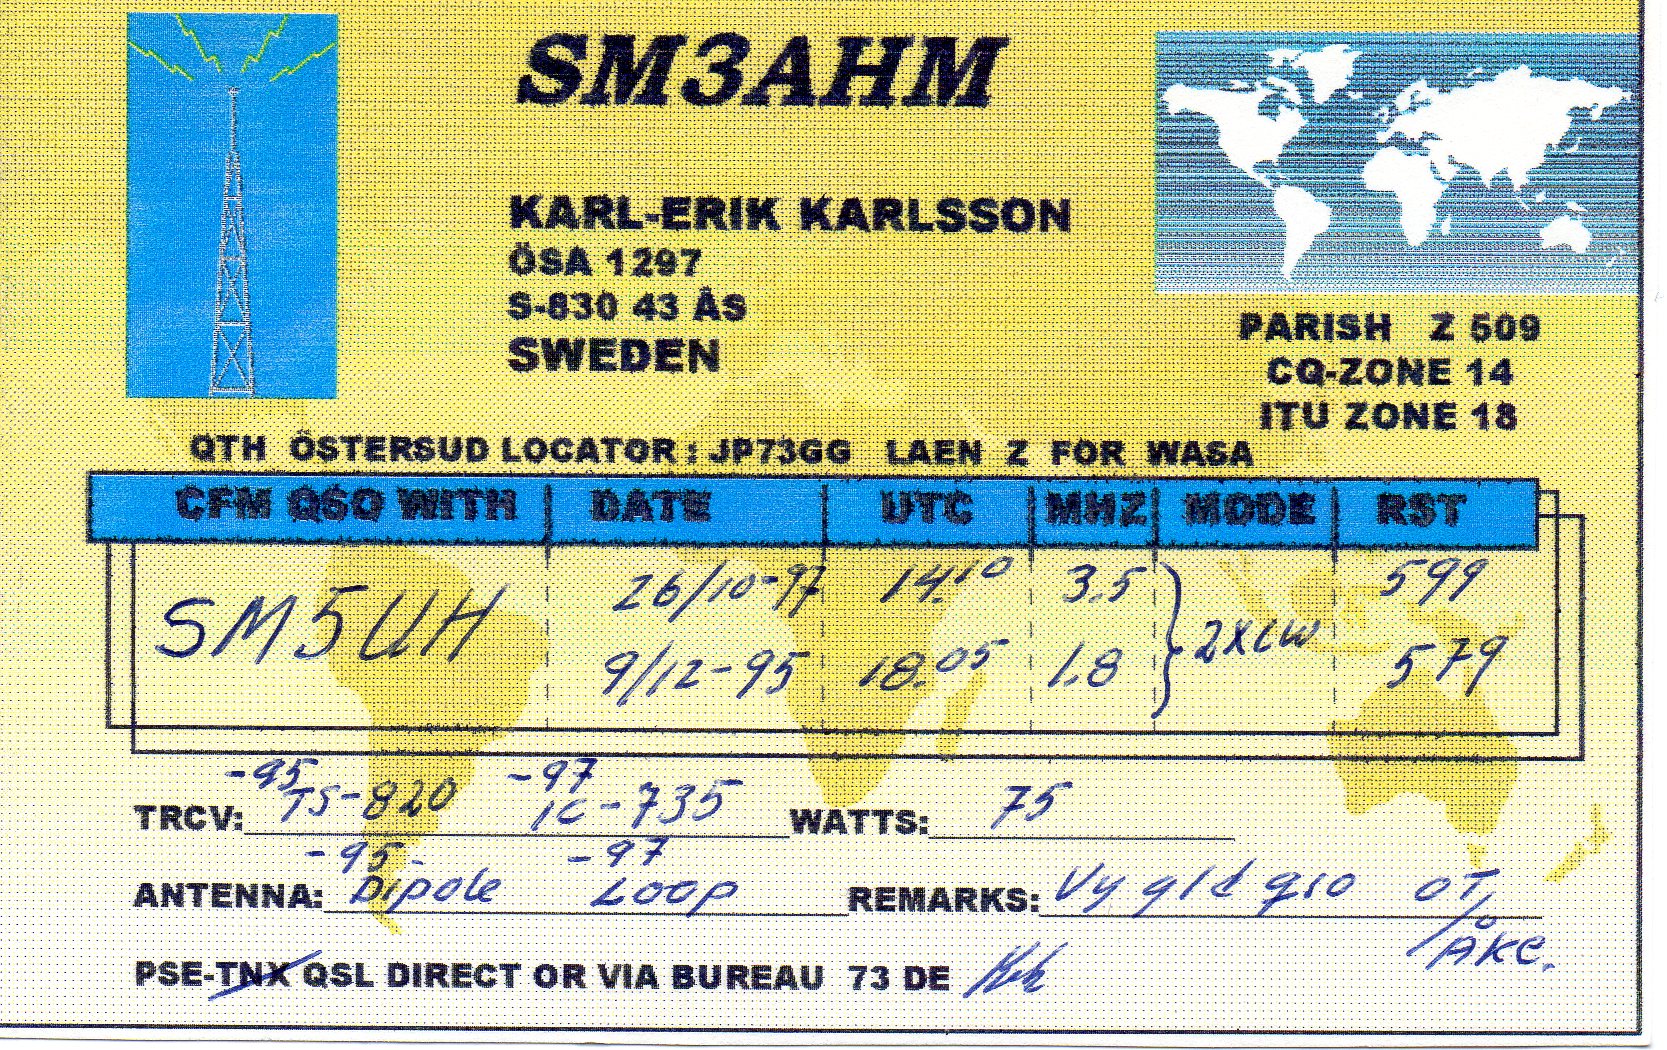 SM3AHM
KARL-ERIK KARLSSON
ÖSA 1297
S-830 43 ÅS
SWEDEN
PARISH Z 509
CQ-ZONE 14
ITU ZONE 18
QTH ÖSTERSUD LOCATOR : JP73GG LAEN Z FOR WASA
CFM QSO WITH DATE UTC MHZ MODE RST
SM5UH 26/10-97 14.10 3.5 2XCW 599
9/12-95 18.05 1.8 579
-95 -97
TRCV: TS-820 IC-735 WATTS: 75
-95- -97
ANTENNA: Dipole Loop REMARKS: Vy gld qso OT/
ÅKE.
PSE-TNX QSL DIRECT OR VIA BUREAU 73 DE